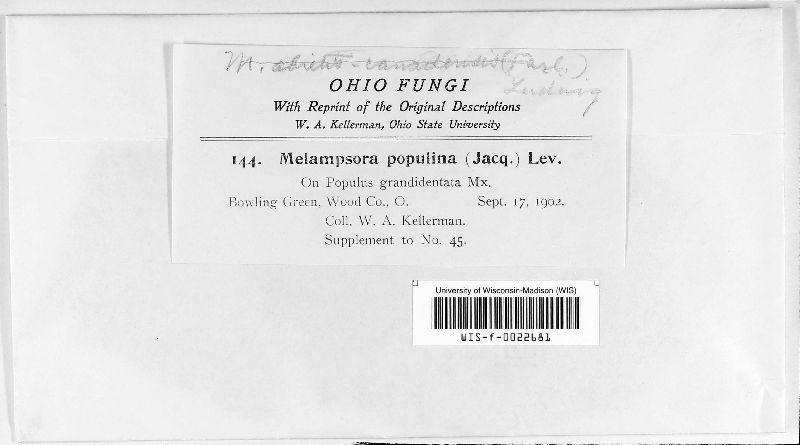 M. abieti-canadensis (Farl.)
Ludwig
OHIO FUNGI
With Reprint of the Original Descriptions
W. A. Kellerman, Ohio State University
144. Melampsora populina (Jacq.) Lev.
On Populus grandidentata Mx.
Bowling Green, Wood Co., O. Sept. 17, 1902.
Coll. W. A. Kellerman.
Supplement to No. 45.
University of Wisconsin-Madison (WIS)
WIS-f-0022681